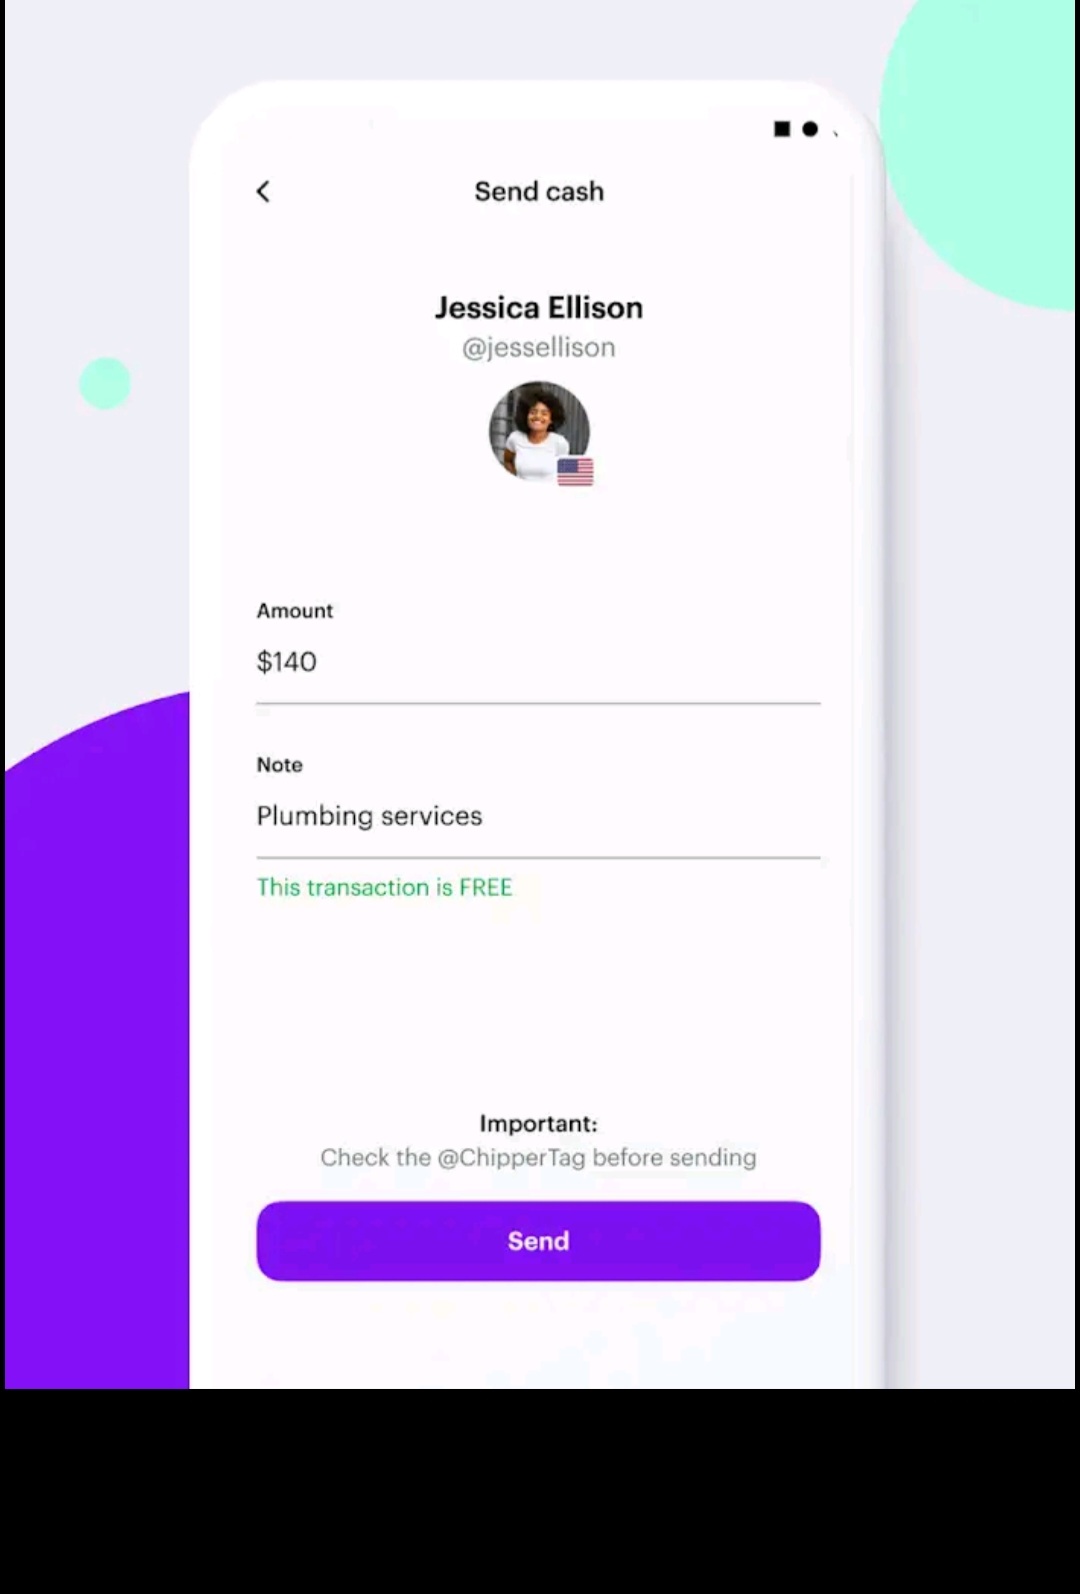 Send cash
Jessica Ellison
@jessellison
Amount
$140
Note
Plumbing services
This transaction is FREE
Important:
Check the @ChipperTag before sending
Send